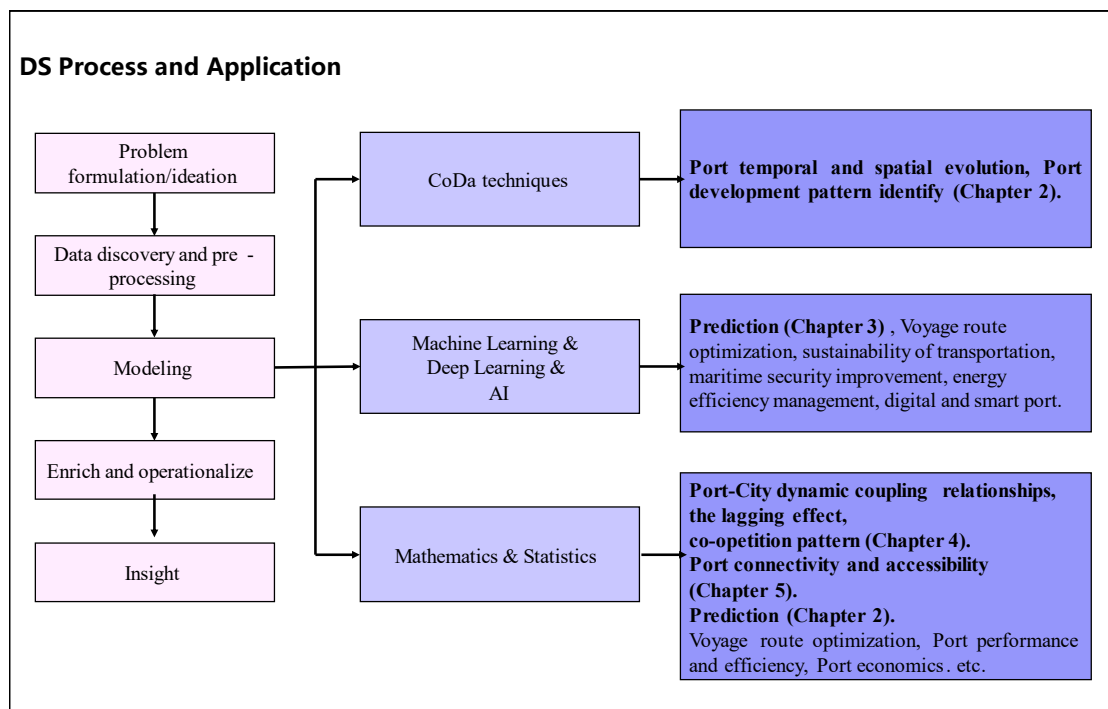 DS Process and Application
Problem
formulation/ideation
Data discovery and pre -
processing
Modeling
Enrich and operationalize
Insight
CoDa techniques
Machine Learning &
Deep Learning &
AI
Mathematics & Statistics
Port temporal and spatial evolution, Port
development pattern identify (Chapter 2).
Prediction (Chapter 3) , Voyage route
optimization, sustainability of transportation,
maritime security improvement, energy
efficiency management, digital and smart port.
Port-City dynamic coupling relationships,
the lagging effect,
co-opetition pattern (Chapter 4).
Port connectivity and accessibility
(Chapter 5).
Prediction (Chapter 2).
Voyage route optimization, Port performance
and efficiency, Port economics. etc.